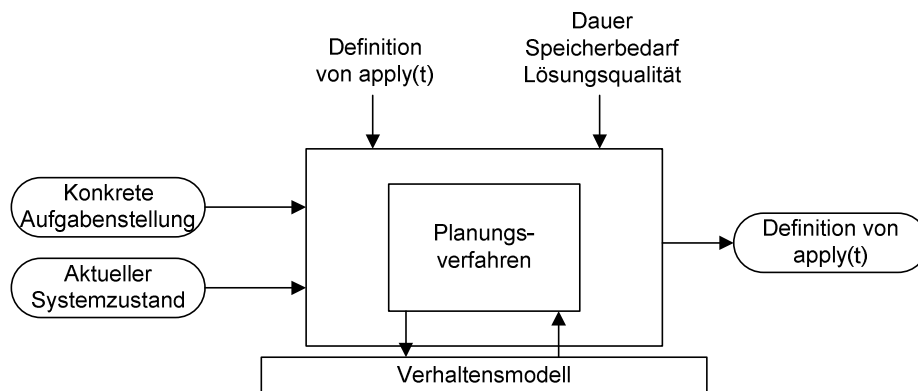 Definition
von apply(t)
Dauer
Speicherbedarf
Lösungsqualität
Konkrete
Aufgabenstellung
Aktueller
Systemzustand
Planungs-
verfahren
Definition von
apply(t)
Verhaltensmodell